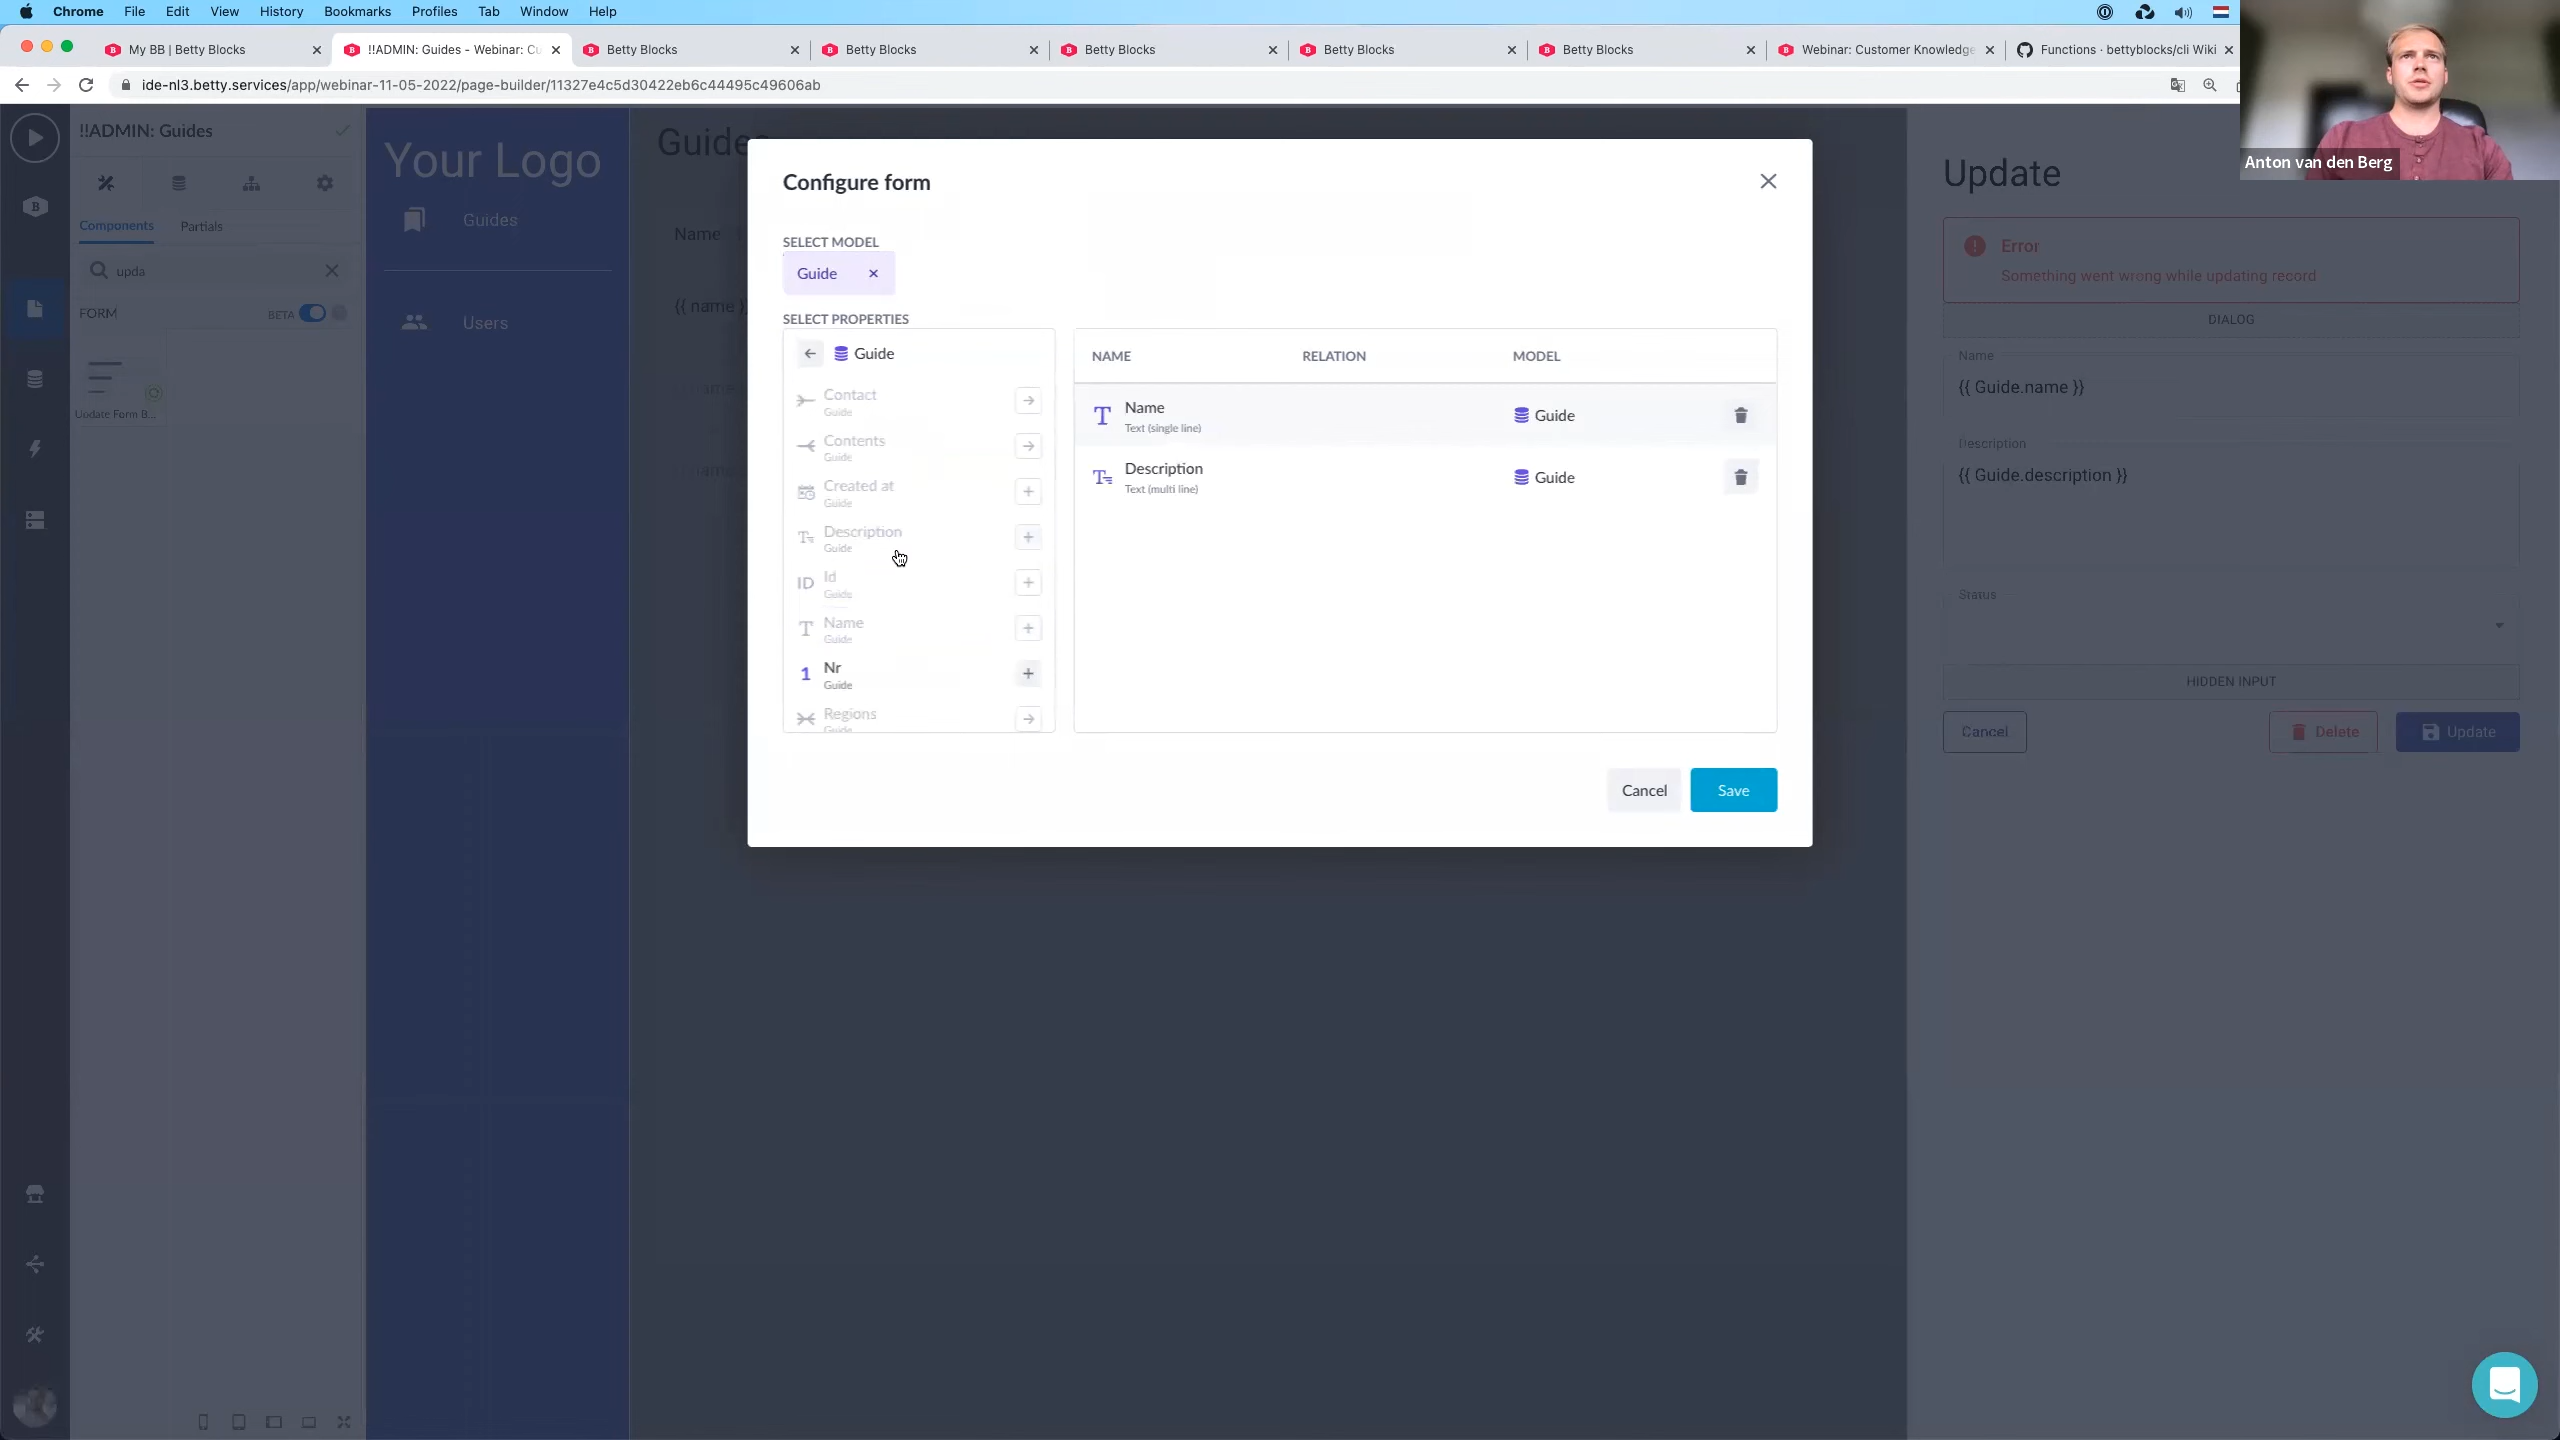 Chrome File Edit View History Bookmarks Profiles Tab Window Help
My BB | Betty Blocks
!!ADMIN: Guides - Webinar: Cu
Betty Blocks
Betty Blocks
Betty Blocks
Betty Blocks
Betty Blocks
Webinar: Customer Knowledge
Functions · bettyblocks/cli Wiki
ide-nl3.betty.services/app/webinar-11-05-2022/page-builder/11327e4c5d30422eb6c44495c49606ab
Anton van den Berg
!!ADMIN: Guides
Components
Partials
upda
FORM
BETA
Update Form B...
Your Logo
Guides
Users
Guides
Name
{{ name }}
Configure form
SELECT MODEL
Guide
SELECT PROPERTIES
Guide
Contact
Guide
Contents
Guide
Created at
Guide
Description
Guide
ID Id
Guide
Name
Guide
1 Nr
Guide
Regions
Guide
NAME RELATION MODEL
Name
Text (single line)
Guide
Description
Text (multi line)
Guide
Cancel
Save
Update
Error
Something went wrong while updating record
DIALOG
Name
{{ Guide.name }}
Description
{{ Guide.description }}
Status
HIDDEN INPUT
Cancel
Delete
Update